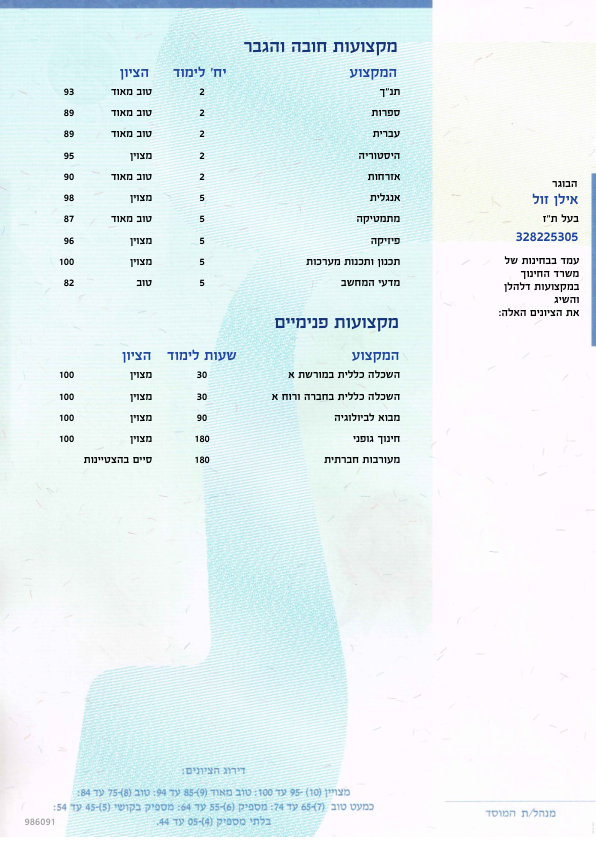 מקצועות חובה והגבר
המקצוע יח' לימוד הציון
תנ"ך 2 טוב מאוד 93
ספרות 2 טוב מאוד 89
עברית 2 טוב מאוד 89
היסטוריה 2 מצוין 95
אזרחות 2 טוב מאוד 90
אנגלית 5 מצוין 98
מתמטיקה 5 טוב מאוד 87
פיזיקה 5 מצוין 96
תכנון ותכנות מערכות 5 מצוין 100
מדעי המחשב 5 טוב 82
מקצועות פנימיים
המקצוע שעות לימוד הציון
השכלה כללית במורשת א 30 מצוין 100
השכלה כללית בחברה ורוח א 30 מצוין 100
מבוא לביולוגיה 90 מצוין 100
חינוך גופני 180 מצוין 100
מעורבות חברתית 180 סיים בהצטיינות
הבוגר
אילן זול
בעל ת"ז
328225305
עמד בבחינות של
משרד החינוך
במקצועות דלהלן
והשיג
את הציונים האלה:
דירוג הציונים:
מצויין (10) -95 עד 100: טוב מאוד (9)-85 עד 94: טוב (8)-75 עד 84:
כמעט טוב (7)-65 עד 74: מספיק (6)-55 עד 64: מספיק בקושי (5)-45 עד 54:
בלתי מספיק (4)-05 עד 44.
מנהל/ת המוסד
986091